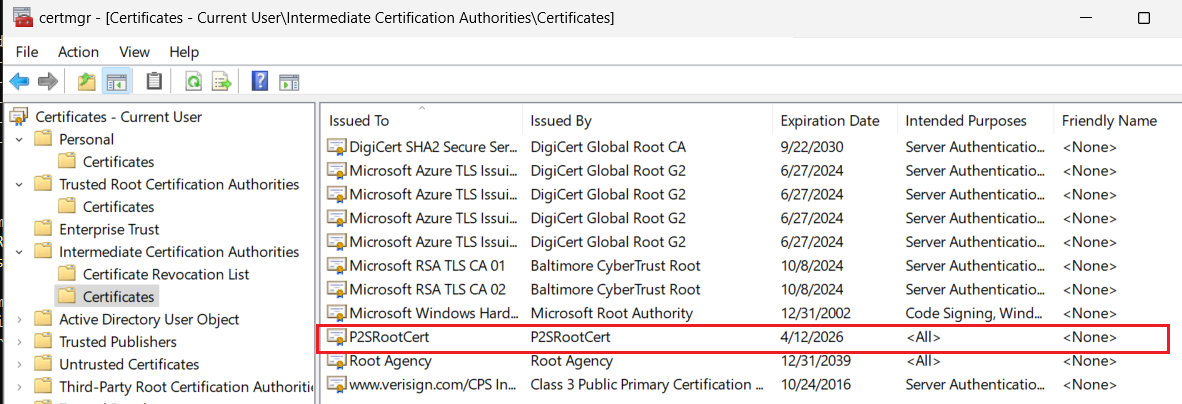 certmgr - [Certificates - Current User\Intermediate Certification Authorities\Certificates]
File Action View Help
Certificates - Current User
Personal
Certificates
Trusted Root Certification Authorities
Certificates
Enterprise Trust
Intermediate Certification Authorities
Certificate Revocation List
Certificates
Active Directory User Object
Trusted Publishers
Untrusted Certificates
Third-Party Root Certification Authoriti
Issued To Issued By Expiration Date Intended Purposes Friendly Name
DigiCert SHA2 Secure Ser... DigiCert Global Root CA 9/22/2030 Server Authenticatio... <None>
Microsoft Azure TLS Issui... DigiCert Global Root G2 6/27/2024 Server Authenticatio... <None>
Microsoft Azure TLS Issui... DigiCert Global Root G2 6/27/2024 Server Authenticatio... <None>
Microsoft Azure TLS Issui... DigiCert Global Root G2 6/27/2024 Server Authenticatio... <None>
Microsoft Azure TLS Issui... DigiCert Global Root G2 6/27/2024 Server Authenticatio... <None>
Microsoft RSA TLS CA 01 Baltimore CyberTrust Root 10/8/2024 Server Authenticatio... <None>
Microsoft RSA TLS CA 02 Baltimore CyberTrust Root 10/8/2024 Server Authenticatio... <None>
Microsoft Windows Hard... Microsoft Root Authority 12/31/2002 Code Signing, Wind... <None>
P2SRootCert P2SRootCert 4/12/2026 <All> <None>
Root Agency Root Agency 12/31/2039 <All> <None>
www.verisign.com/CPS In... Class 3 Public Primary Certification ... 10/24/2016 Server Authenticatio... <None>